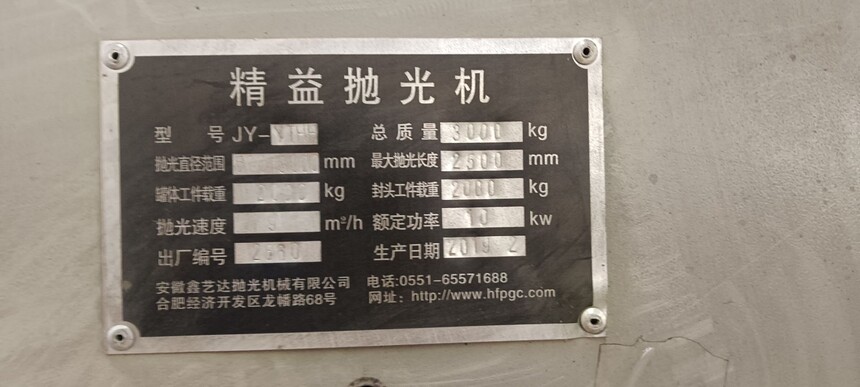 精益抛光机
型 号 JY- 总质量 3000 kg
抛光直径范围 mm 最大抛光长度 2500 mm
罐体工件载重 2000 kg 封头工件载重 2000 kg
抛光速度 m²/h 额定功率 10 kw
出厂编号 生产日期 2019 2
安徽鑫艺达抛光机械有限公司 电话:0551-65571688
合肥经济开发区龙幡路68号 网址: http://www.hfpgc.com